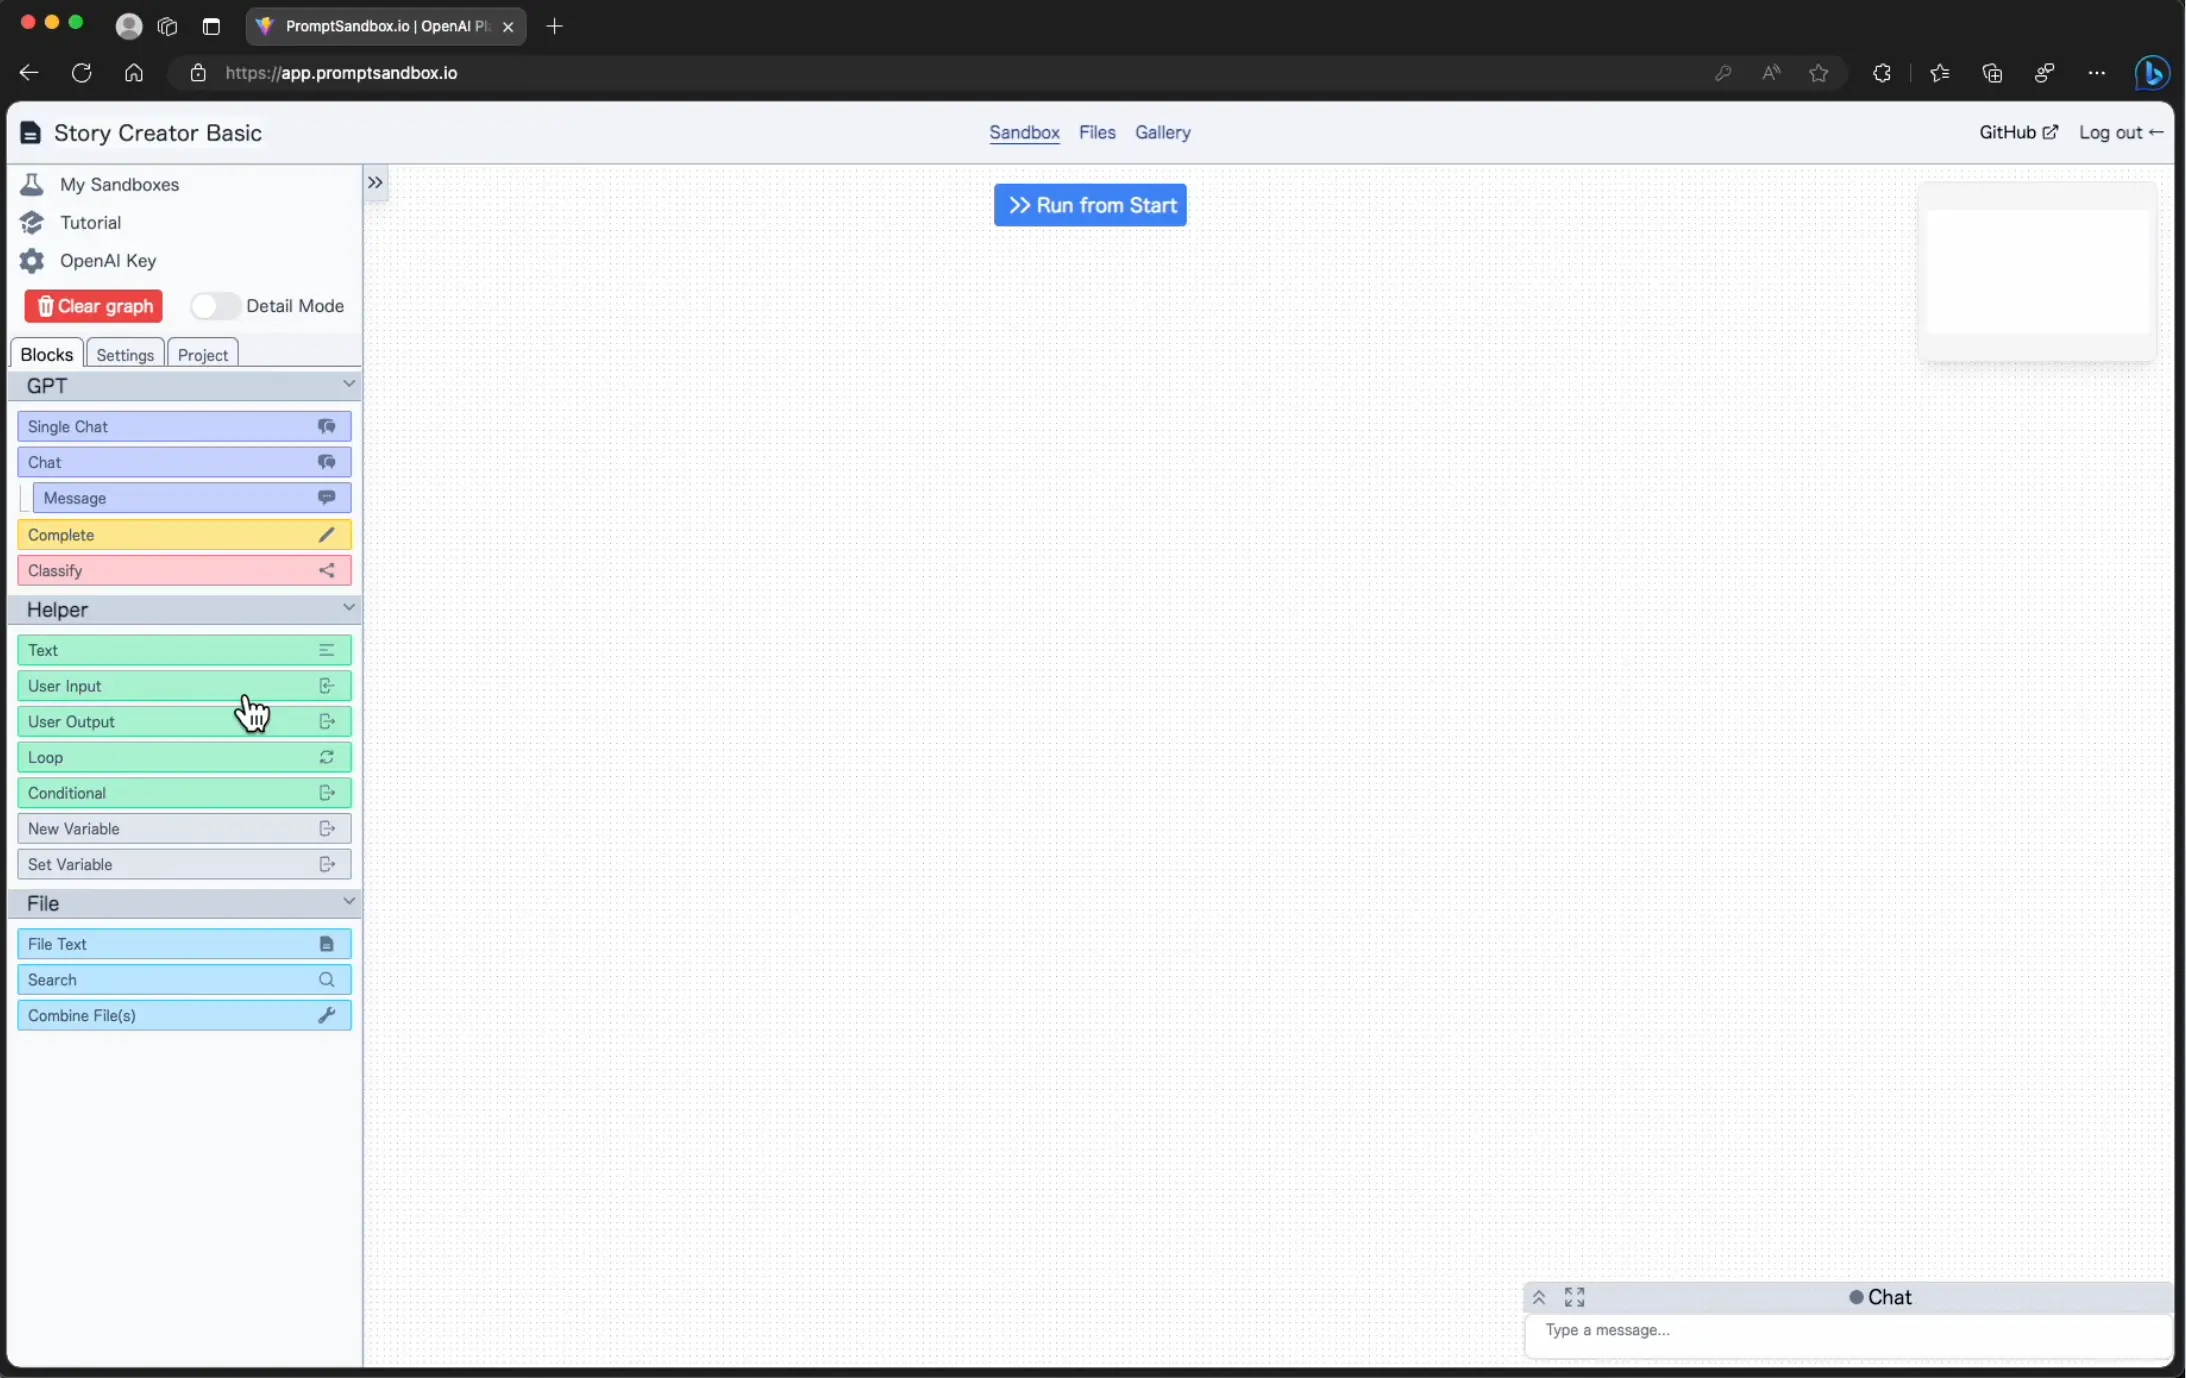 PromptSandbox.io | OpenAI Pl
https://app.promptsandbox.io
Story Creator Basic
Sandbox Files Gallery
GitHub Log out ←
My Sandboxes
Tutorial
OpenAI Key
Clear graph Detail Mode
Run from Start
Blocks Settings Project
GPT
Single Chat
Chat
Message
Complete
Classify
Helper
Text
User Input
User Output
Loop
Conditional
New Variable
Set Variable
File
File Text
Search
Combine File(s)
Chat
Type a message...